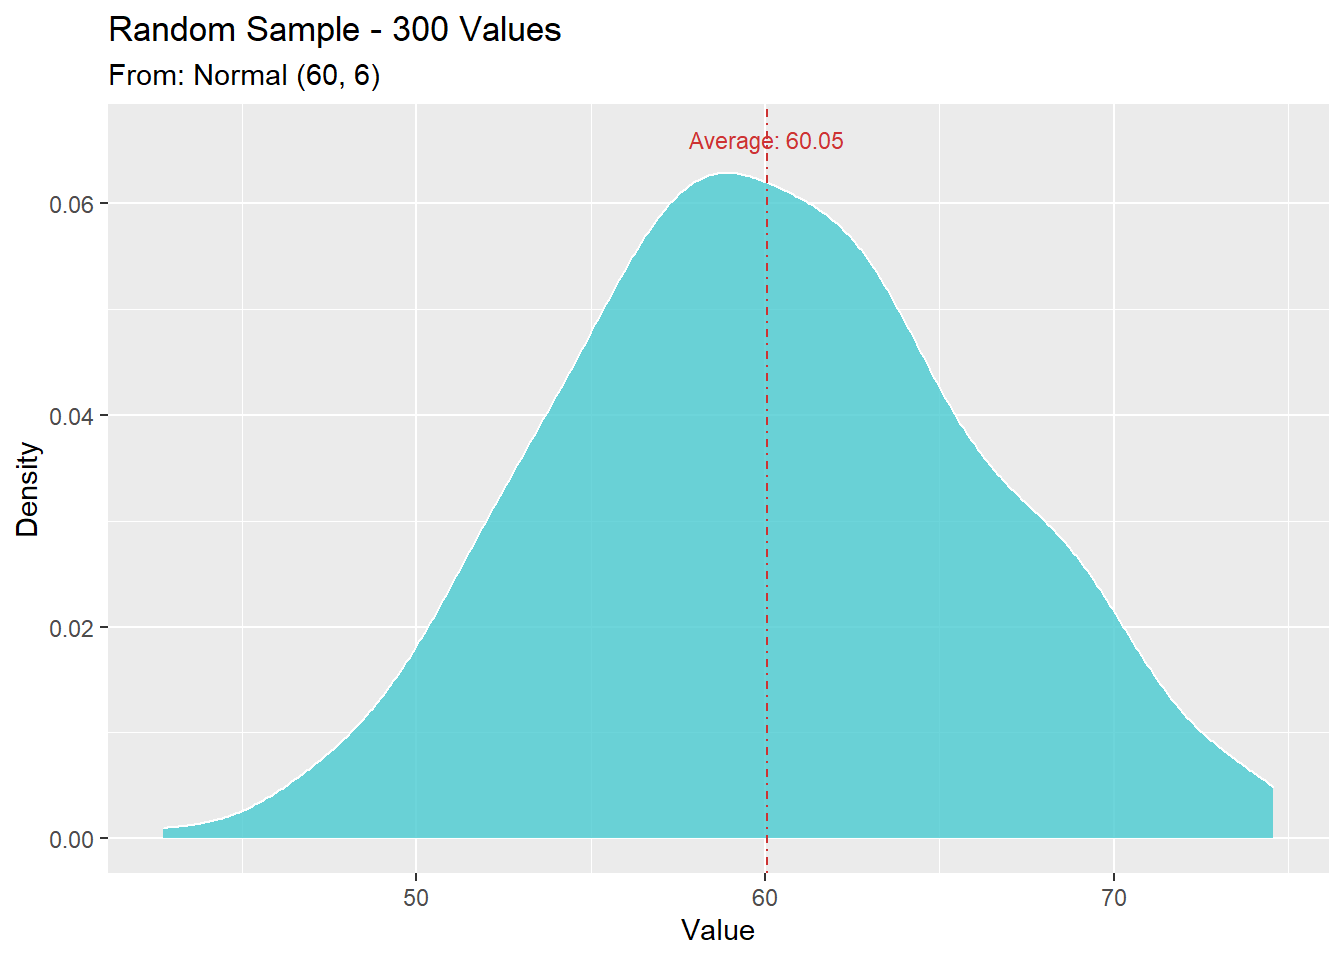 Random Sample - 300 Values
From: Normal (60, 6)
Average: 60.05
0.06
0.04
0.02
0.00
Density
50 60 70
Value